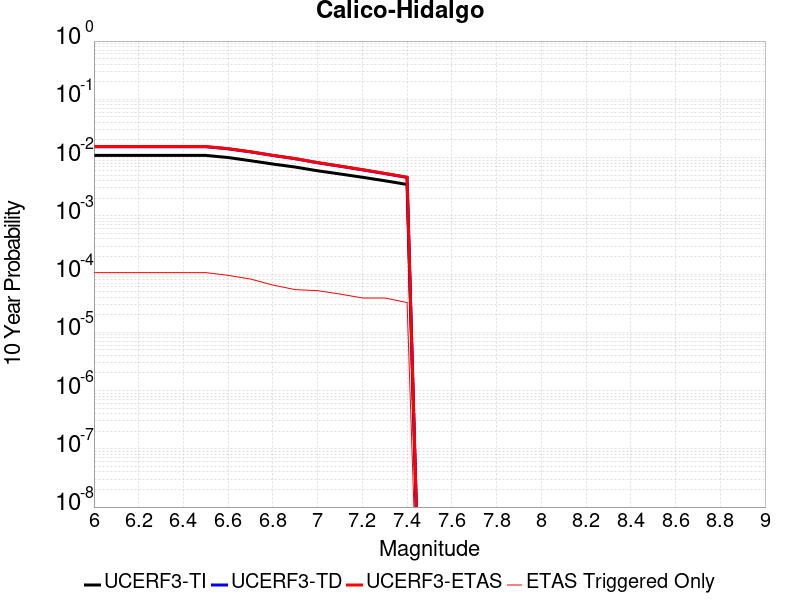 Calico-Hidalgo
10^0
10^-1
10^-2
10^-3
10^-4
10^-5
10^-6
10^-7
10^-8
10 Year Probability
6 6.2 6.4 6.6 6.8 7 7.2 7.4 7.6 7.8 8 8.2 8.4 8.6 8.8 9
Magnitude
UCERF3-TI UCERF3-TD UCERF3-ETAS ETAS Triggered Only